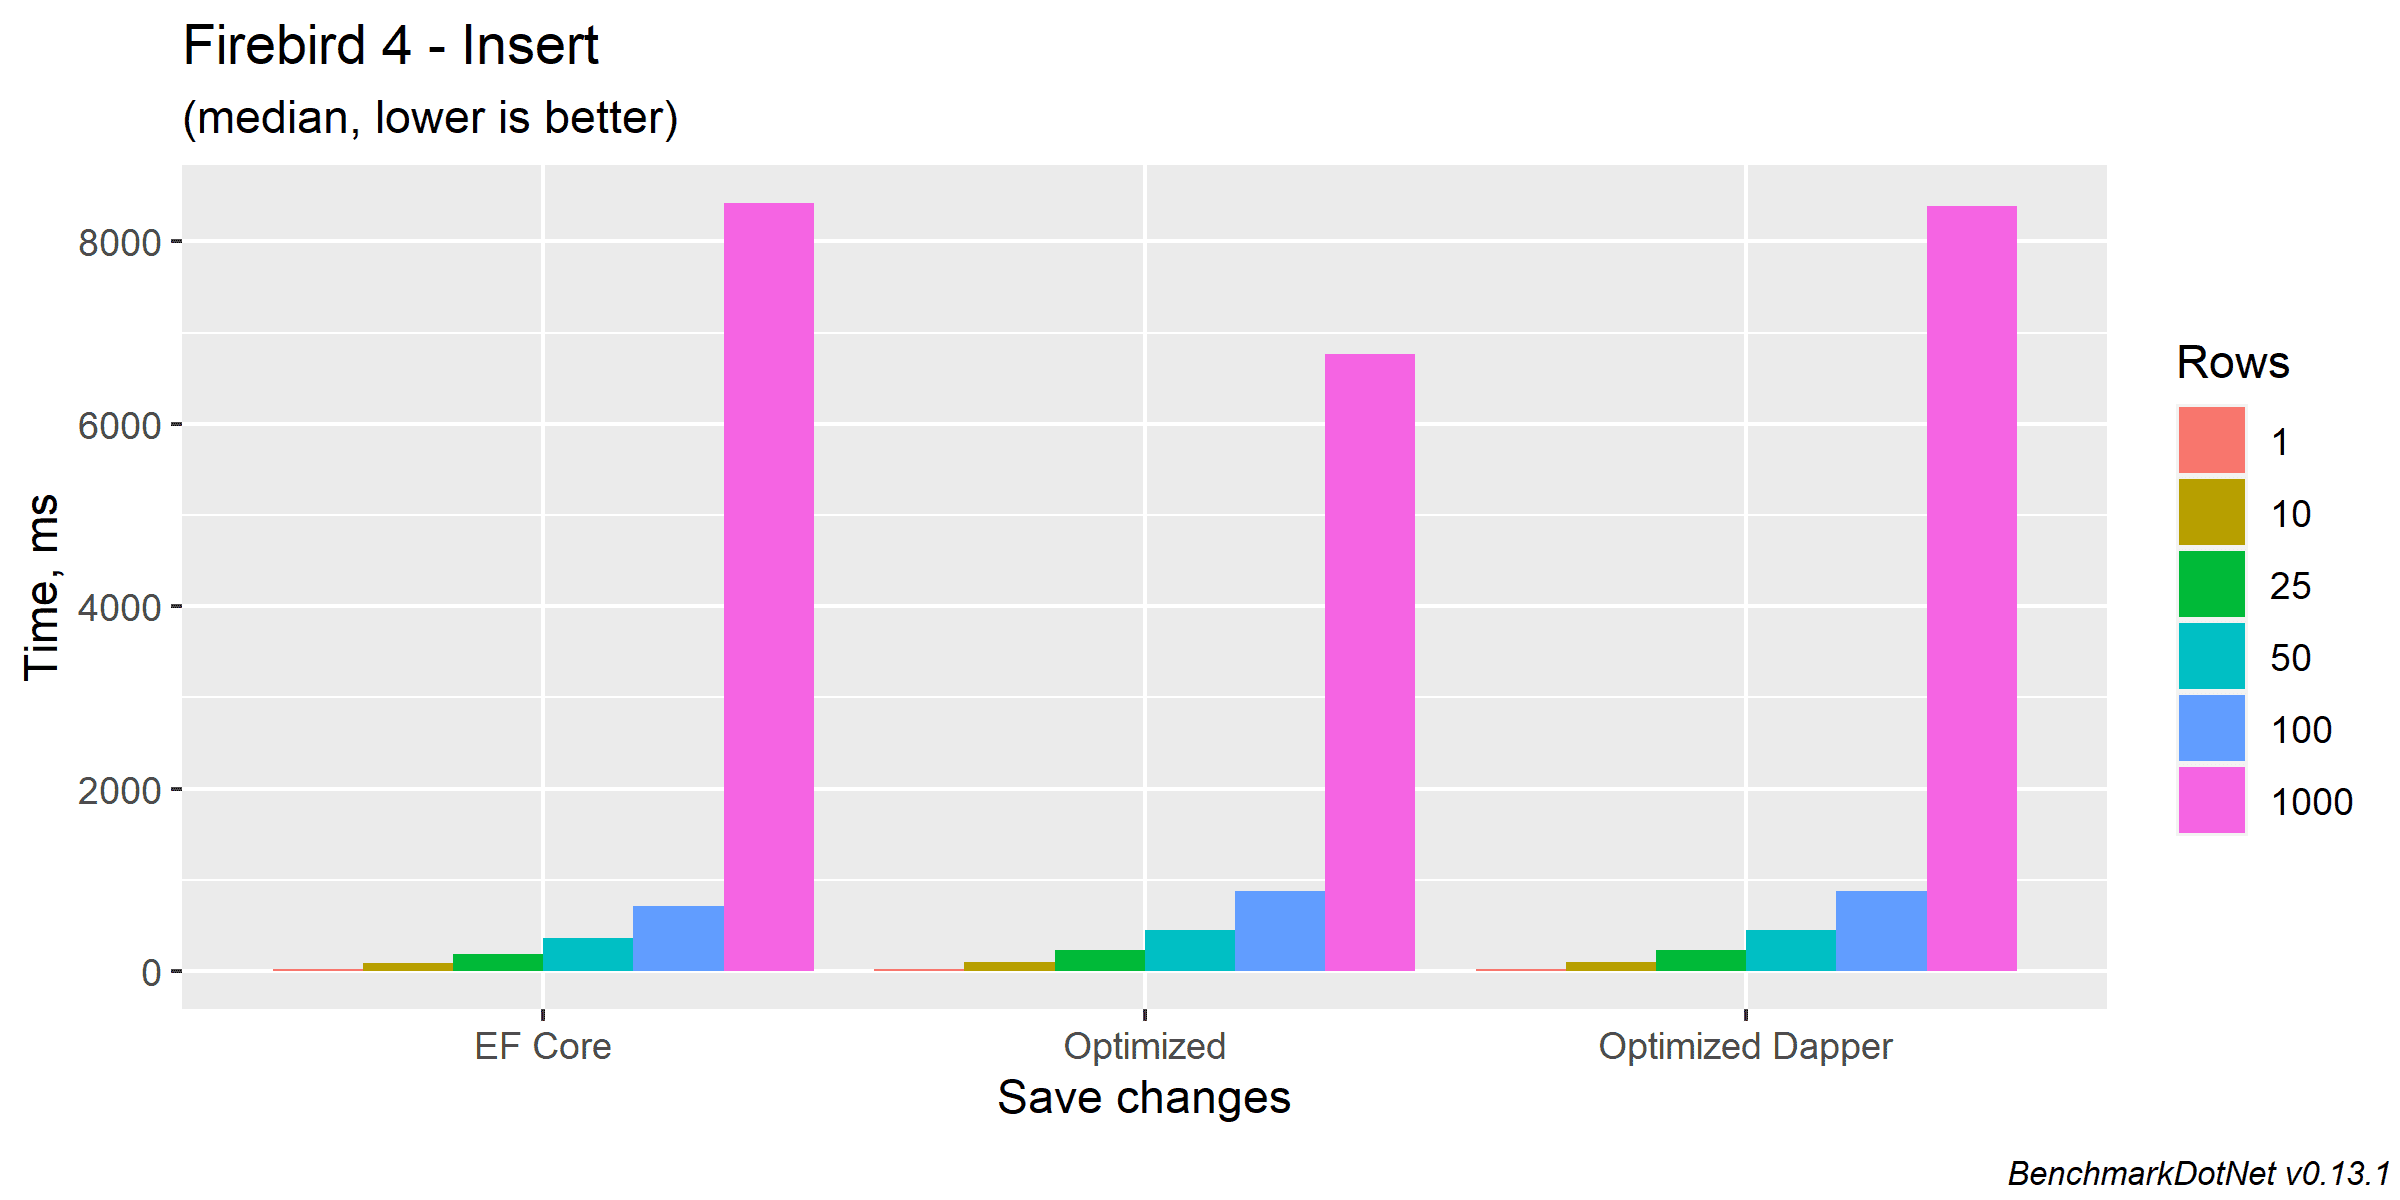 Firebird 4 - Insert
(median, lower is better)
Time, ms
8000
6000
4000
2000
0
EF Core
Optimized
Optimized Dapper
Save changes
Rows
1
10
25
50
100
1000
BenchmarkDotNet v0.13.1